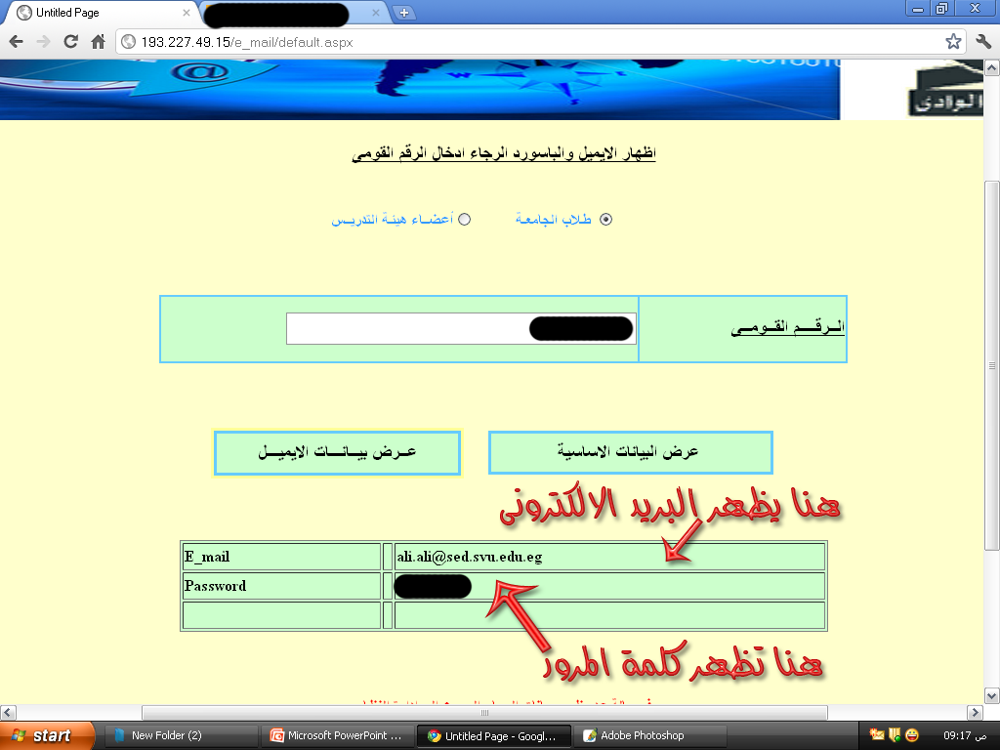 Untitled Page
193.227.49.15/e_mail/default.aspx
الوادى
اظهار الايميل والباسورد الرجاء ادخال الرقم القومى
طلاب الجامعة
أعضاء هيئة التدريس
الرقم القومى
عرض البيانات الاساسية
عرض بيانات الايميل
هنا يظهر البريد الالكترونى
E_mail
ali.ali@sed.svu.edu.eg
Password
هنا تظهر كلمة المرور
start
New Folder (2)
Microsoft PowerPoint ...
Untitled Page - Googl...
Adobe Photoshop
09:17 ص